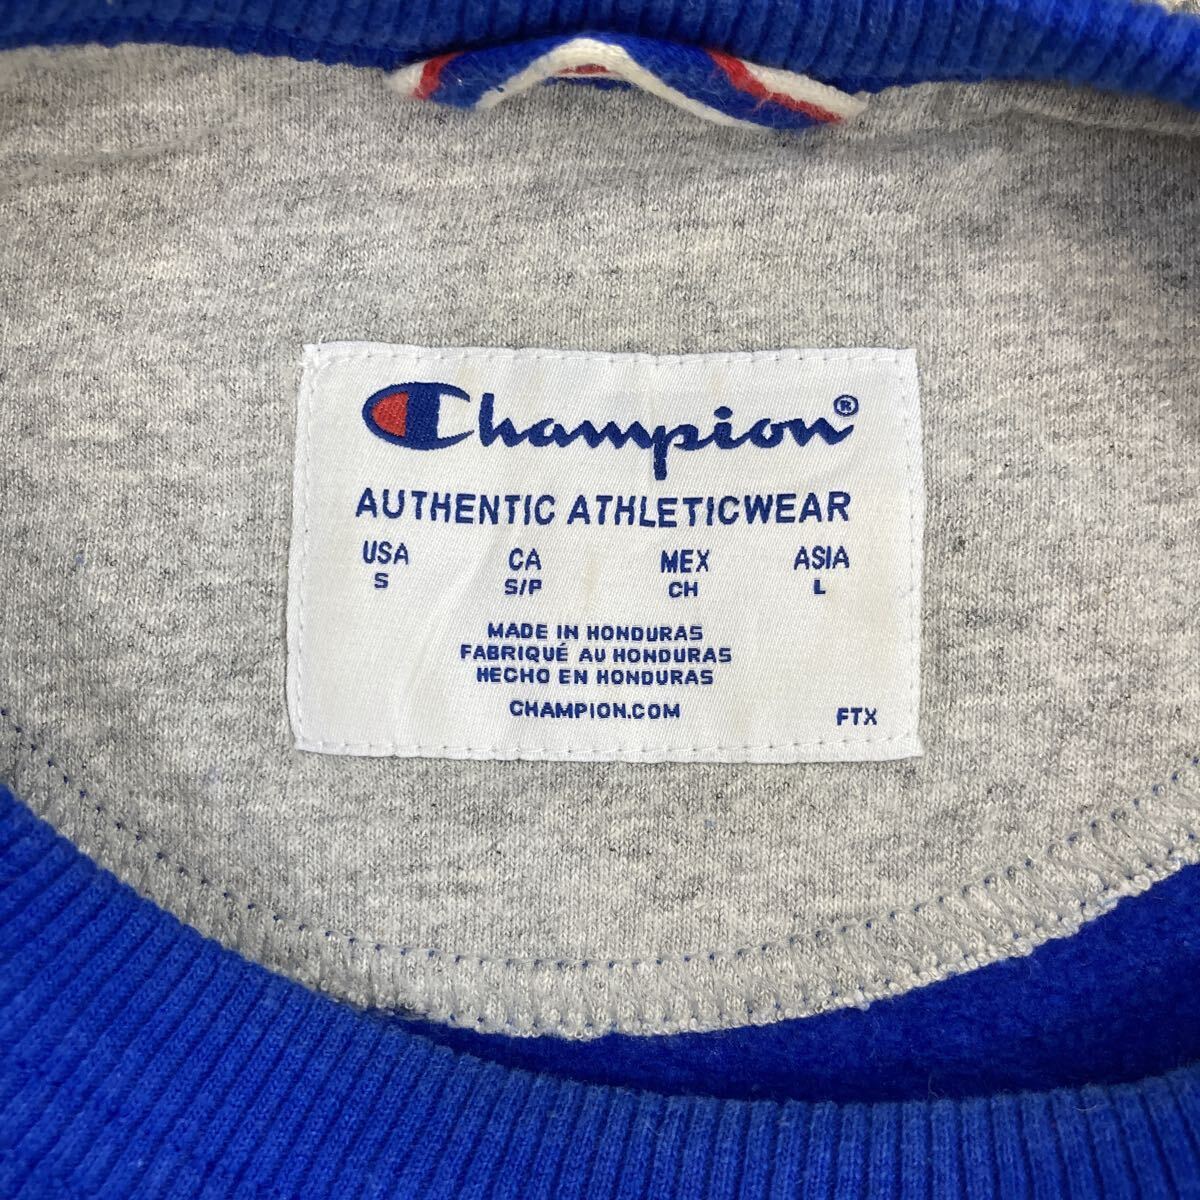 Champion®
AUTHENTIC ATHLETICWEAR
USA CA MEX ASIA
S S/P CH L
MADE IN HONDURAS
FABRIQUÉ AU HONDURAS
HECHO EN HONDURAS
CHAMPION.COM FTX